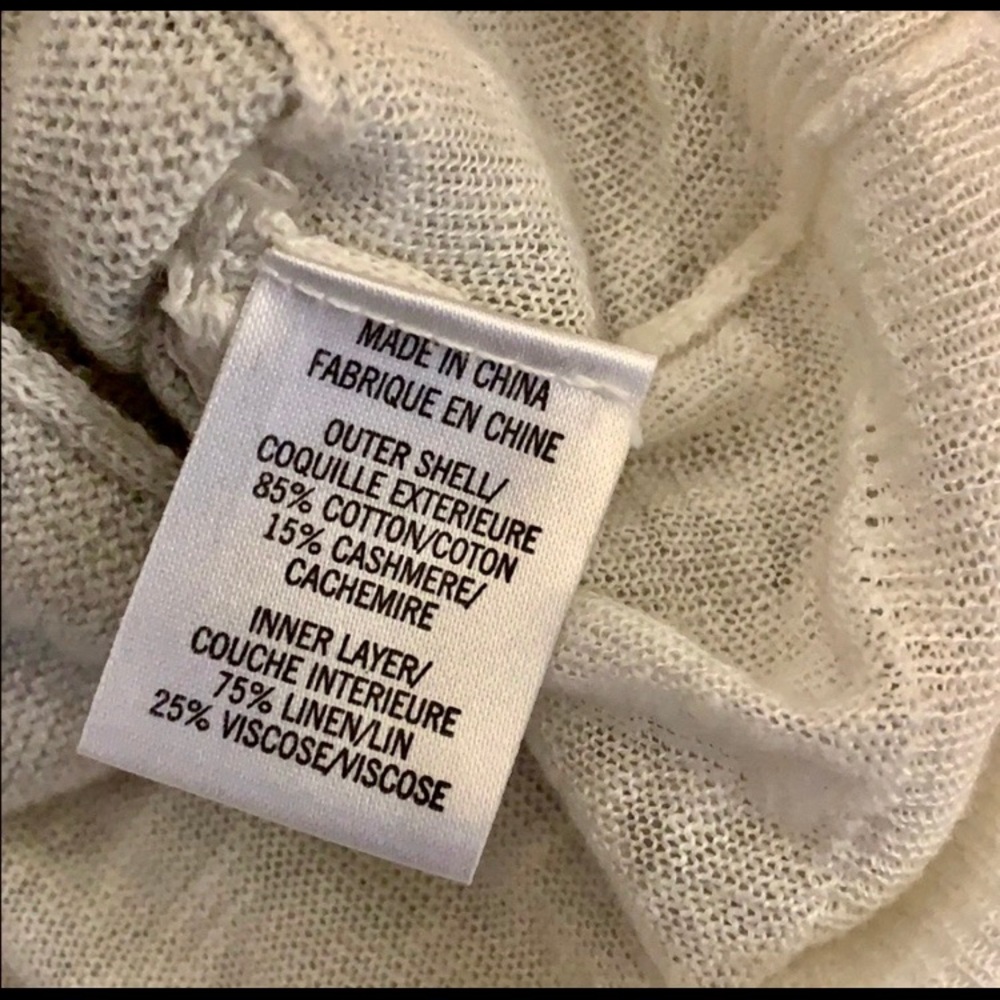 MADE IN CHINA
FABRIQUE EN CHINE
OUTER SHELL/
COQUILLE EXTERIEURE
85% COTTON/COTON
15% CASHMERE/
CACHEMIRE
INNER LAYER/
COUCHE INTERIEURE
75% LINEN/LIN
25% VISCOSE/VISCOSE